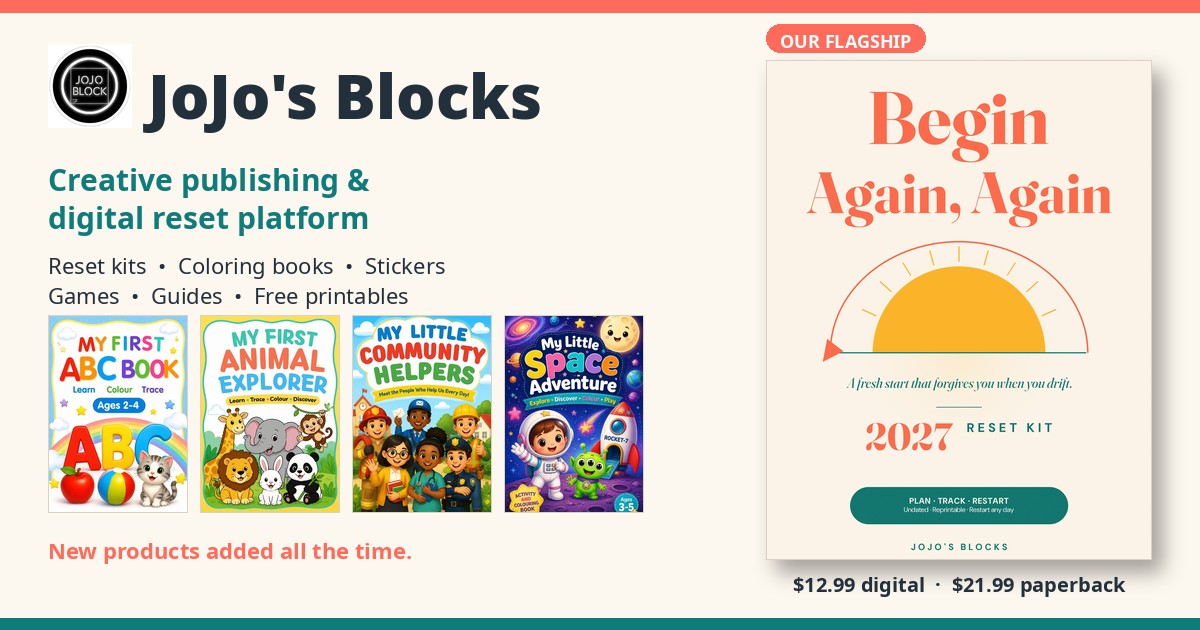 JOJO
BLOCK
JoJo's Blocks
Creative publishing &
digital reset platform
Reset kits • Coloring books • Stickers
Games • Guides • Free printables
MY FIRST
ABC BOOK
Learn Colour Trace
Ages 2-4
ABC
MY FIRST
ANIMAL
EXPLORER
Learn • Trace • Colour • Discover
MY LITTLE
COMMUNITY
HELPERS
Meet the People Who Help Us Every Day!
My Little
Space
Adventure
Explore • Discover • Colour • Play
ROCKET-7
ACTIVITY
AND
COLOURING
BOOK
Ages
3-5
New products added all the time.
OUR FLAGSHIP
Begin
Again, Again
A fresh start that forgives you when you drift.
2027 RESET KIT
PLAN · TRACK · RESTART
Undated · Reprintable · Restart any day
JOJO'S BLOCKS
$12.99 digital · $21.99 paperback